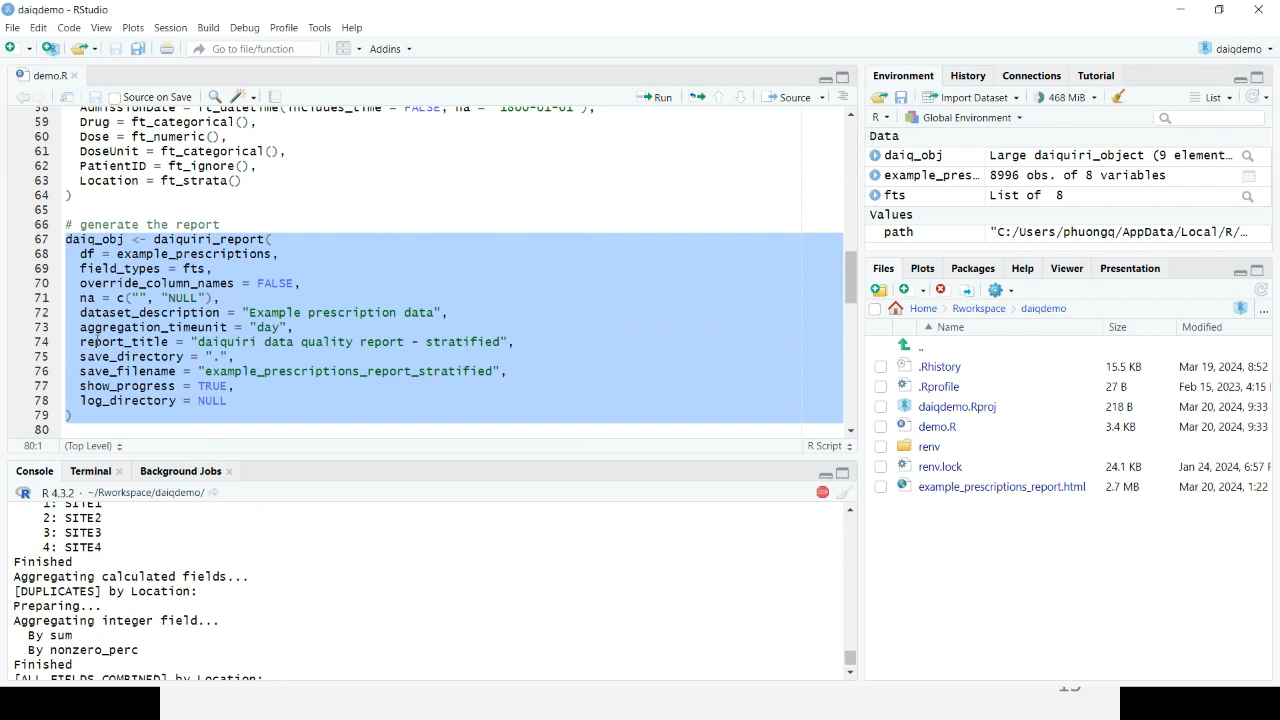 daiqdemo - RStudio
File Edit Code View Plots Session Build Debug Profile Tools Help
Go to file/function Addins daiqdemo
demo.R
Source on Save Run Source
58 AdmissionDate = ft_datetime(includes_time = FALSE, na = "1800-01-01"),
59 Drug = ft_categorical(),
60 Dose = ft_numeric(),
61 DoseUnit = ft_categorical(),
62 PatientID = ft_ignore(),
63 Location = ft_strata()
64 )
65
66 # generate the report
67 daiq_obj <- daiquiri_report(
68 df = example_prescriptions,
69 field_types = fts,
70 override_column_names = FALSE,
71 na = c("", "NULL"),
72 dataset_description = "Example prescription data",
73 aggregation_timeunit = "day",
74 report_title = "daiquiri data quality report - stratified",
75 save_directory = ".",
76 save_filename = "example_prescriptions_report_stratified",
77 show_progress = TRUE,
78 log_directory = NULL
79 )
80
80:1 (Top Level) R Script
Console Terminal Background Jobs
R 4.3.2 · ~/Rworkspace/daiqdemo/
1: SITE1
2: SITE2
3: SITE3
4: SITE4
Finished
Aggregating calculated fields...
[DUPLICATES] by Location:
Preparing...
Aggregating integer field...
By sum
By nonzero_perc
Finished
[ALL_FIELDS_COMBINED] by Location:
Environment History Connections Tutorial
Import Dataset 468 MiB List
R Global Environment
Data
daiq_obj Large daiquiri_object (9 element…
example_pres… 8996 obs. of 8 variables
fts List of 8
Values
path "C:/Users/phuongq/AppData/Local/R/…
Files Plots Packages Help Viewer Presentation
Home Rworkspace daiqdemo
Name Size Modified
..
.Rhistory 15.5 KB Mar 19, 2024, 8:52
.Rprofile 27 B Feb 15, 2023, 4:15
daiqdemo.Rproj 218 B Mar 20, 2024, 9:33
demo.R 3.4 KB Mar 20, 2024, 9:33
renv
renv.lock 24.1 KB Jan 24, 2024, 6:57
example_prescriptions_report.html 2.7 MB Mar 20, 2024, 1:22